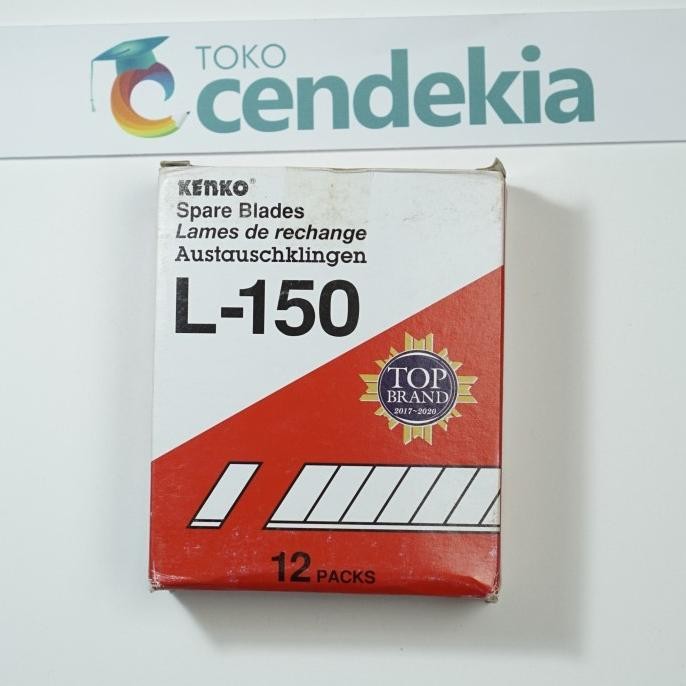 TOKO
cendekia
KENKO®
Spare Blades
Lames de rechange
Austauschklingen
L-150
TOP
BRAND
2017~2020
12 PACKS